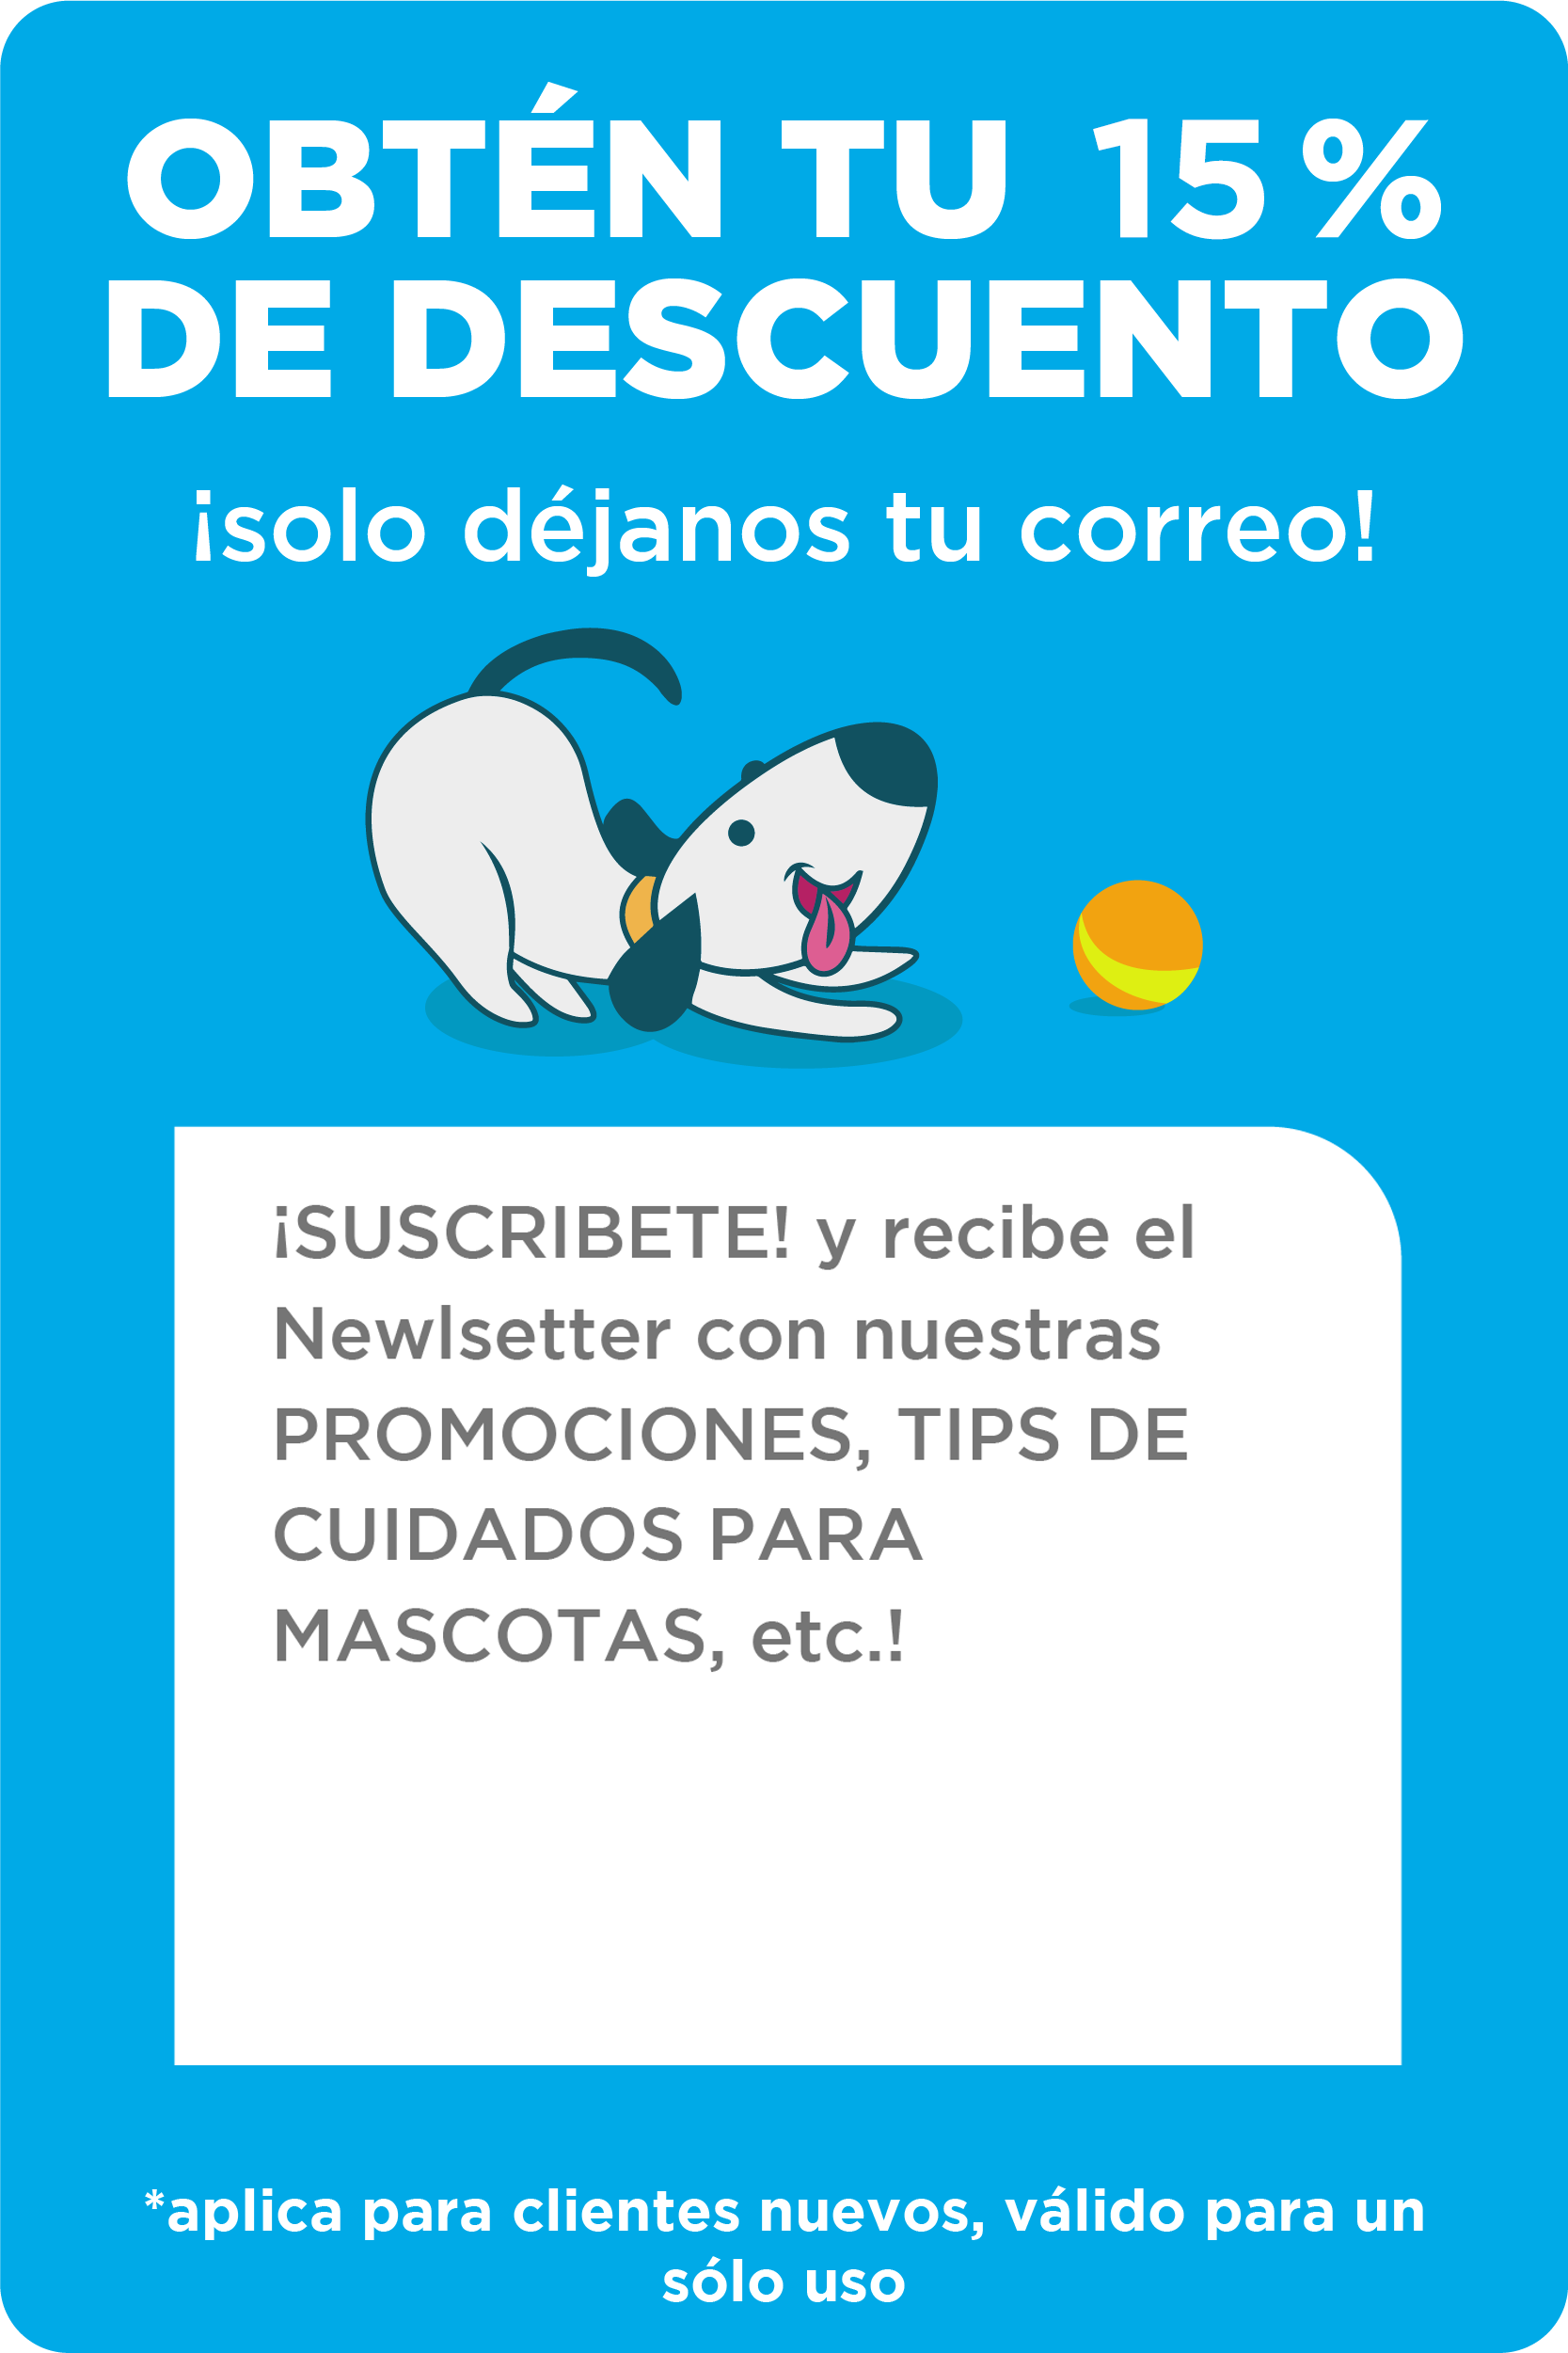 OBTÉN TU 15%
DE DESCUENTO
¡solo déjanos tu correo!
¡SUSCRIBETE! y recibe el
Newlsetter con nuestras
PROMOCIONES, TIPS DE
CUIDADOS PARA
MASCOTAS, etc.!
*aplica para clientes nuevos, válido para un
sólo uso